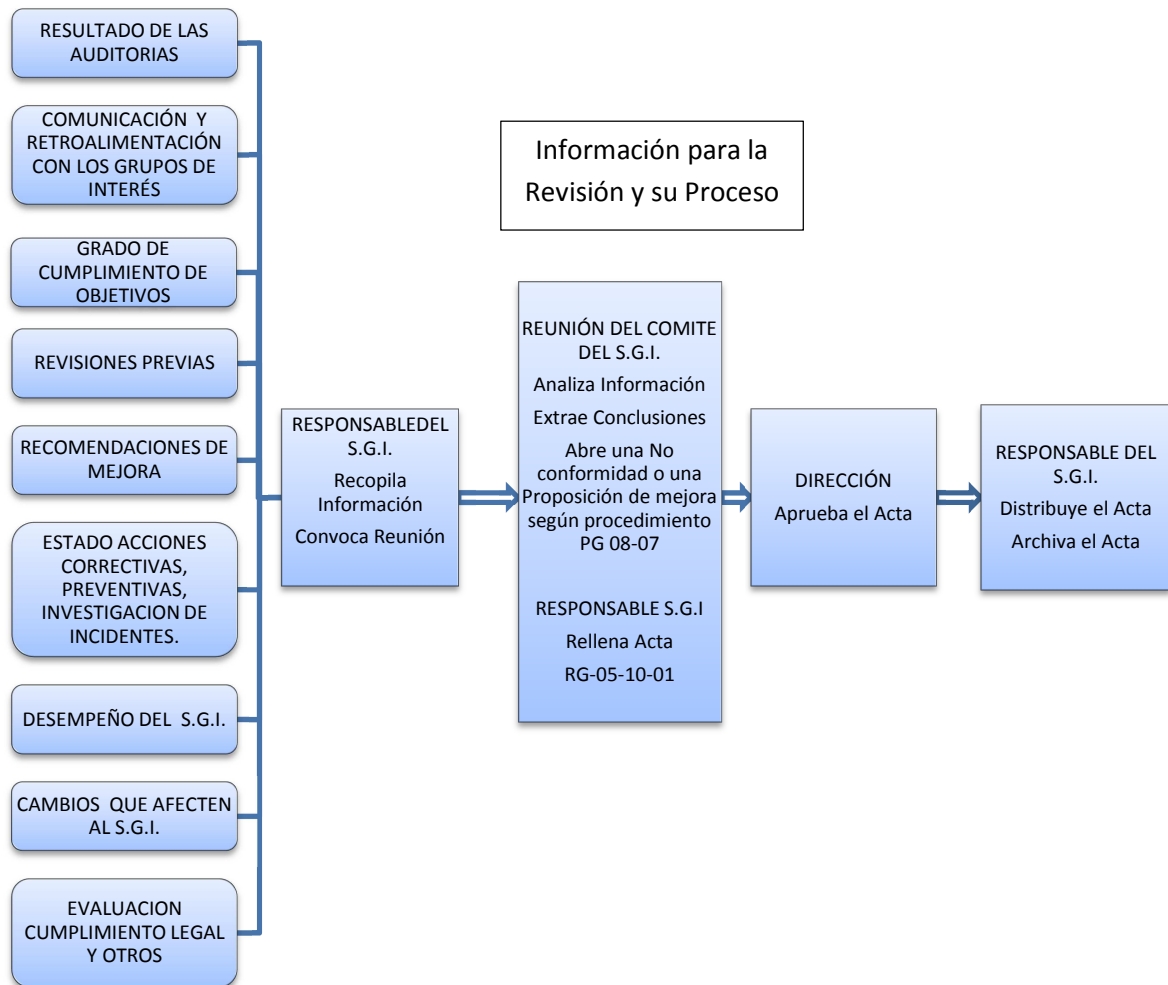 RESULTADO DE LAS
AUDITORIAS
COMUNICACIÓN Y
RETROALIMENTACIÓN
CON LOS GRUPOS DE
INTERÉS
GRADO DE
CUMPLIMIENTO DE
OBJETIVOS
REVISIONES PREVIAS
RECOMENDACIONES DE
MEJORA
ESTADO ACCIONES
CORRECTIVAS,
PREVENTIVAS,
INVESTIGACION DE
INCIDENTES.
DESEMPEÑO DEL S.G.I.
CAMBIOS QUE AFECTEN
AL S.G.I.
EVALUACION
CUMPLIMIENTO LEGAL
Y OTROS
Información para la
Revisión y su Proceso
RESPONSABLEDEL
S.G.I.
Recopila
Información
Convoca Reunión
REUNIÓN DEL COMITE
DEL S.G.I.
Analiza Información
Extrae Conclusiones
Abre una No
conformidad o una
Proposición de mejora
según procedimiento
PG 08-07
RESPONSABLE S.G.I
Rellena Acta
RG-05-10-01
DIRECCIÓN
Aprueba el Acta
RESPONSABLE DEL
S.G.I.
Distribuye el Acta
Archiva el Acta